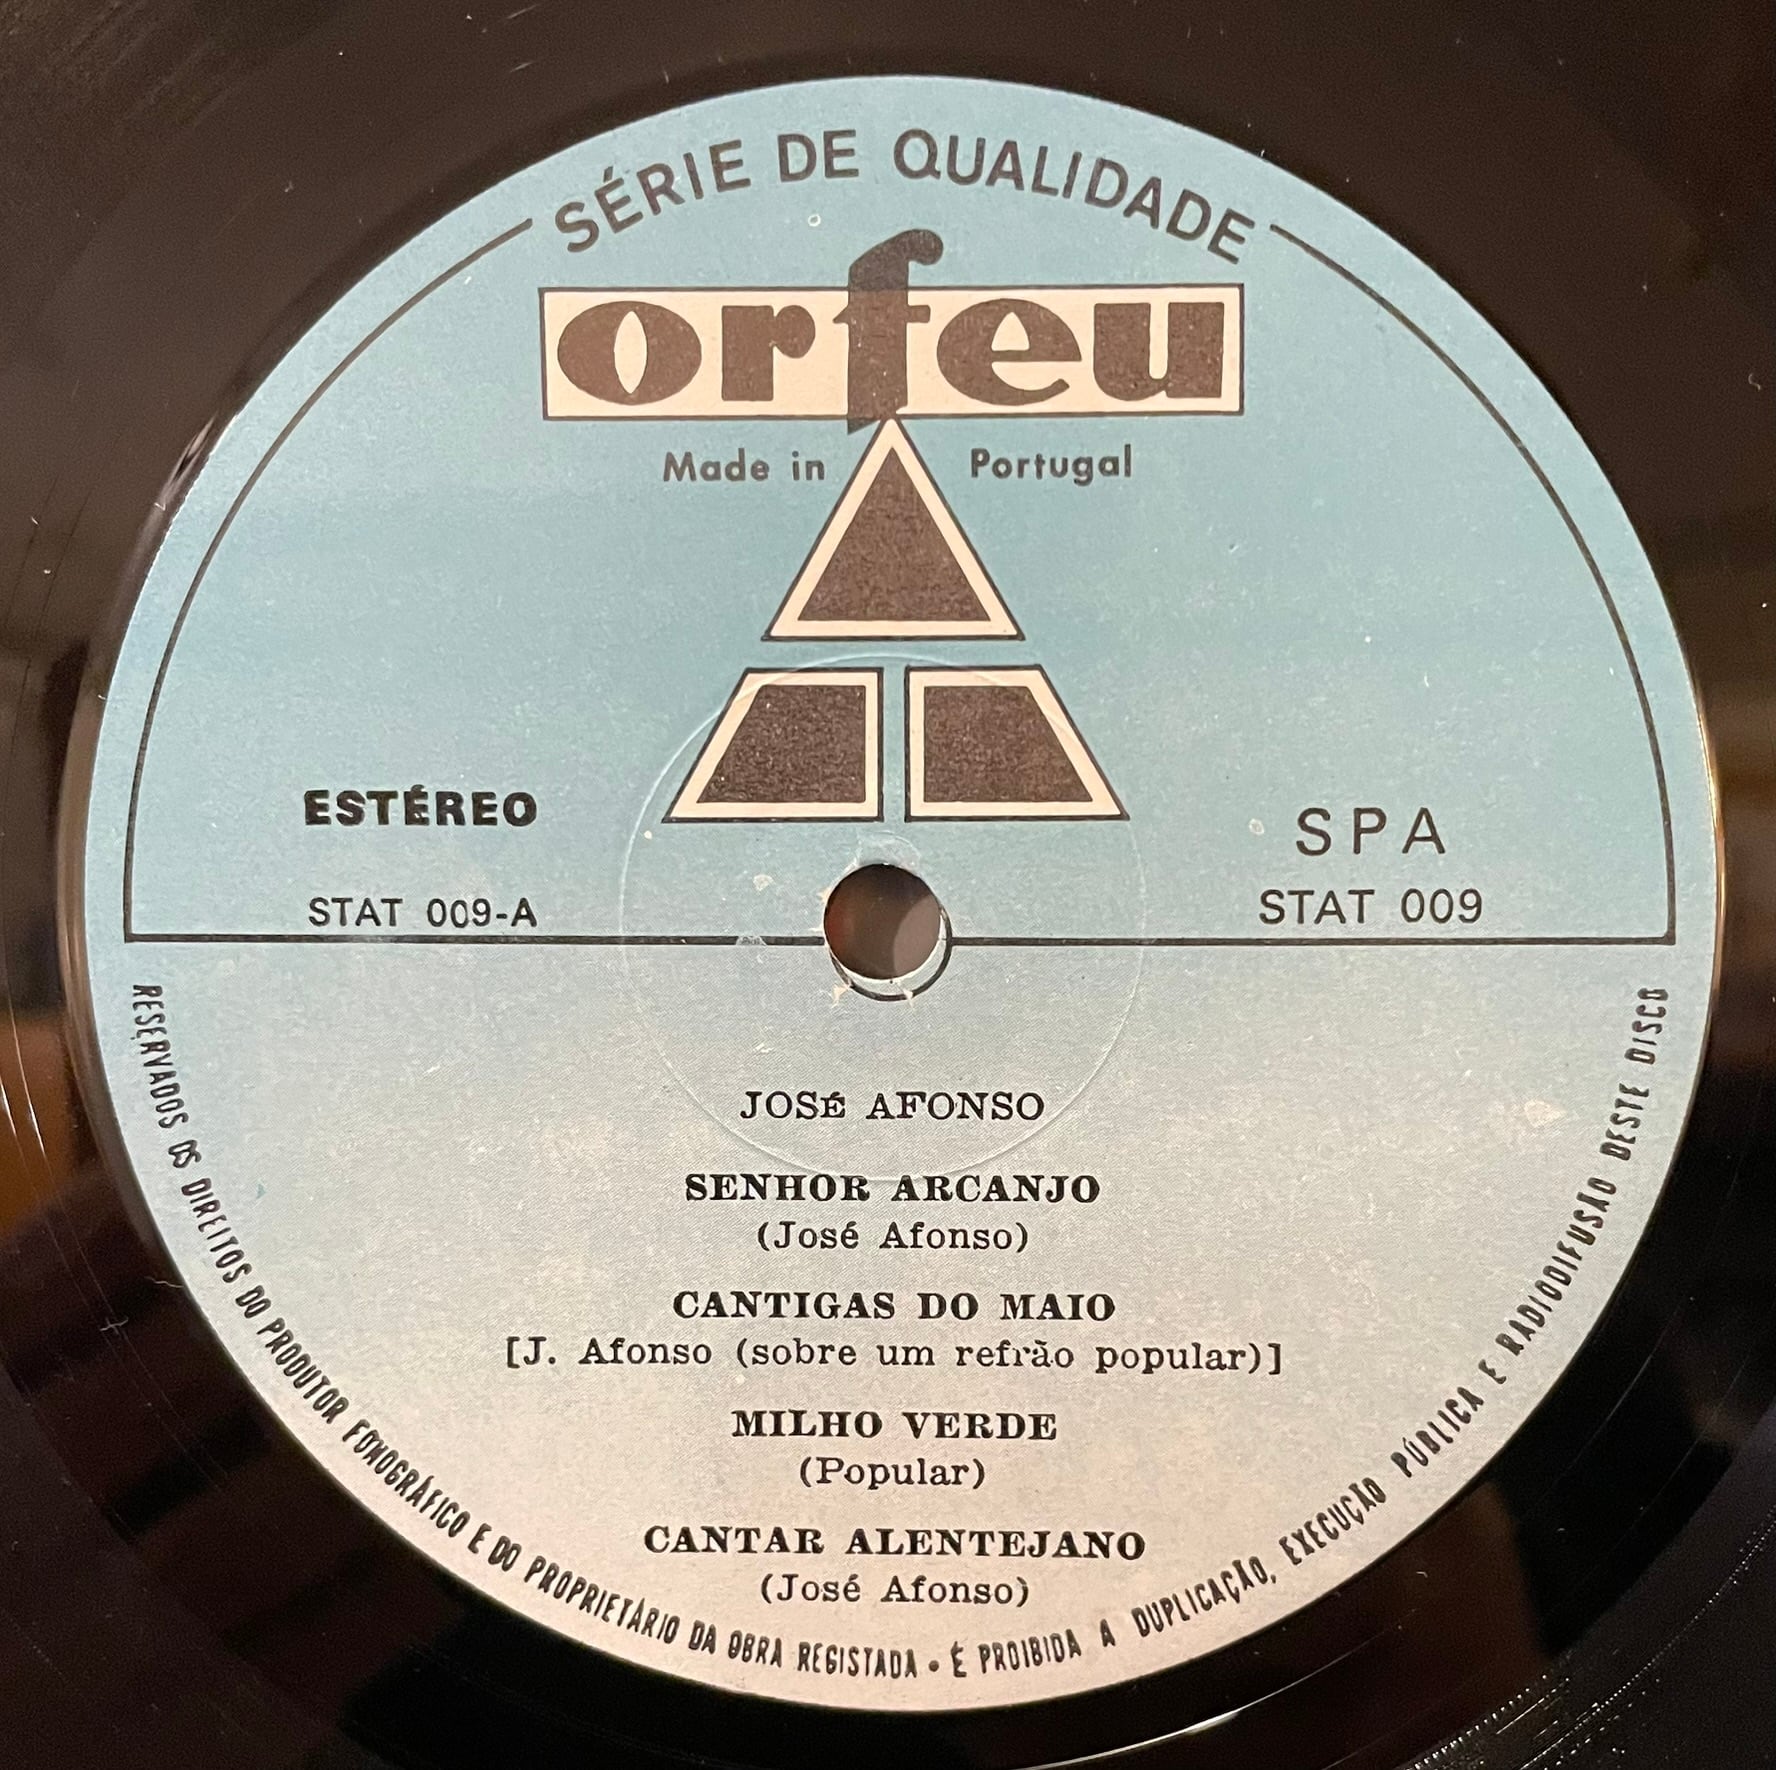 SÉRIE DE QUALIDADE
orfeu
Made in Portugal
ESTÉREO
SPA
STAT 009-A
STAT 009
JOSÉ AFONSO
SENHOR ARCANJO
(José Afonso)
CANTIGAS DO MAIO
[J. Afonso (sobre um refrão popular)]
MILHO VERDE
(Popular)
CANTAR ALENTEJANO
(José Afonso)
RESERVADOS OS DIREITOS DO PRODUTOR FONOGRÁFICO E DO PROPRIETÁRIO DA OBRA REGISTADA • É PROIBIDA A DUPLICAÇÃO, EXECUÇÃO PÚBLICA E RADIODIFUSÃO DESTE DISCO